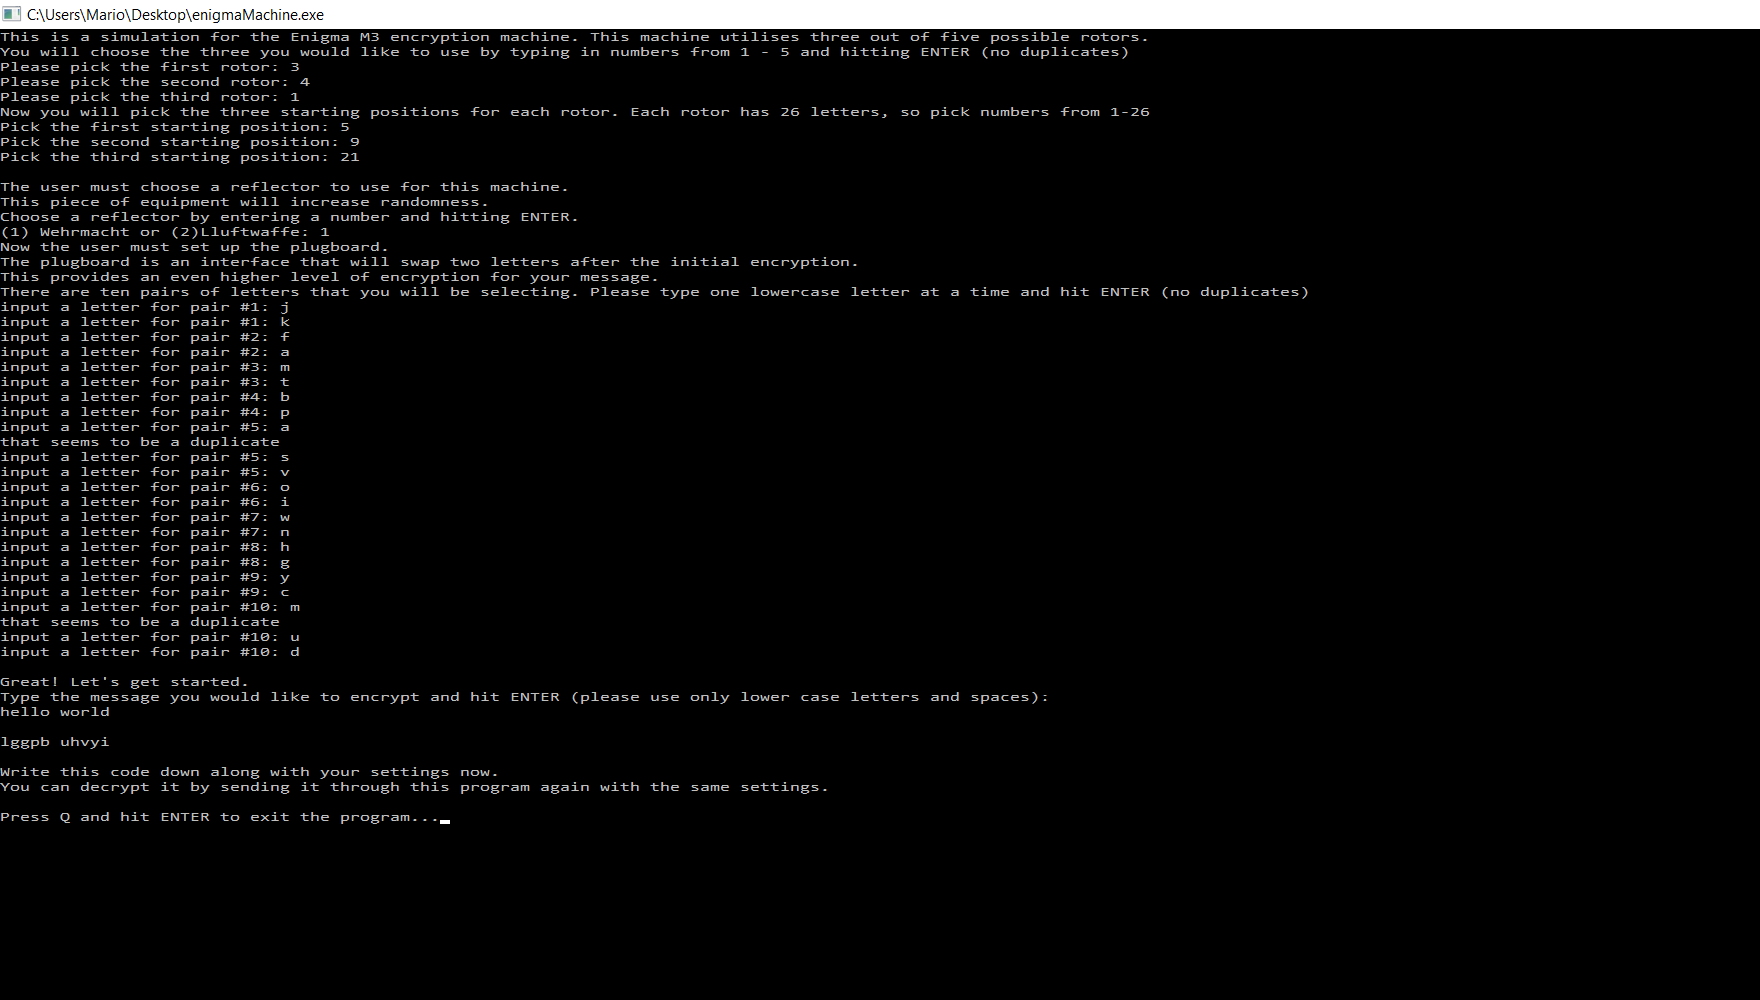 C:\Users\Mario\Desktop\enigmaMachine.exe
This is a simulation for the Enigma M3 encryption machine. This machine utilises three out of five possible rotors.
You will choose the three you would like to use by typing in numbers from 1 - 5 and hitting ENTER (no duplicates)
Please pick the first rotor: 3
Please pick the second rotor: 4
Please pick the third rotor: 1
Now you will pick the three starting positions for each rotor. Each rotor has 26 letters, so pick numbers from 1-26
Pick the first starting position: 5
Pick the second starting position: 9
Pick the third starting position: 21
The user must choose a reflector to use for this machine.
This piece of equipment will increase randomness.
Choose a reflector by entering a number and hitting ENTER.
(1) Wehrmacht or (2)Lluftwaffe: 1
Now the user must set up the plugboard.
The plugboard is an interface that will swap two letters after the initial encryption.
This provides an even higher level of encryption for your message.
There are ten pairs of letters that you will be selecting. Please type one lowercase letter at a time and hit ENTER (no duplicates)
input a letter for pair #1: j
input a letter for pair #1: k
input a letter for pair #2: f
input a letter for pair #2: a
input a letter for pair #3: m
input a letter for pair #3: t
input a letter for pair #4: b
input a letter for pair #4: p
input a letter for pair #5: a
that seems to be a duplicate
input a letter for pair #5: s
input a letter for pair #5: v
input a letter for pair #6: o
input a letter for pair #6: i
input a letter for pair #7: w
input a letter for pair #7: n
input a letter for pair #8: h
input a letter for pair #8: g
input a letter for pair #9: y
input a letter for pair #9: c
input a letter for pair #10: m
that seems to be a duplicate
input a letter for pair #10: u
input a letter for pair #10: d
Great! Let's get started.
Type the message you would like to encrypt and hit ENTER (please use only lower case letters and spaces):
hello world
lggpb uhvyi
Write this code down along with your settings now.
You can decrypt it by sending it through this program again with the same settings.
Press Q and hit ENTER to exit the program...